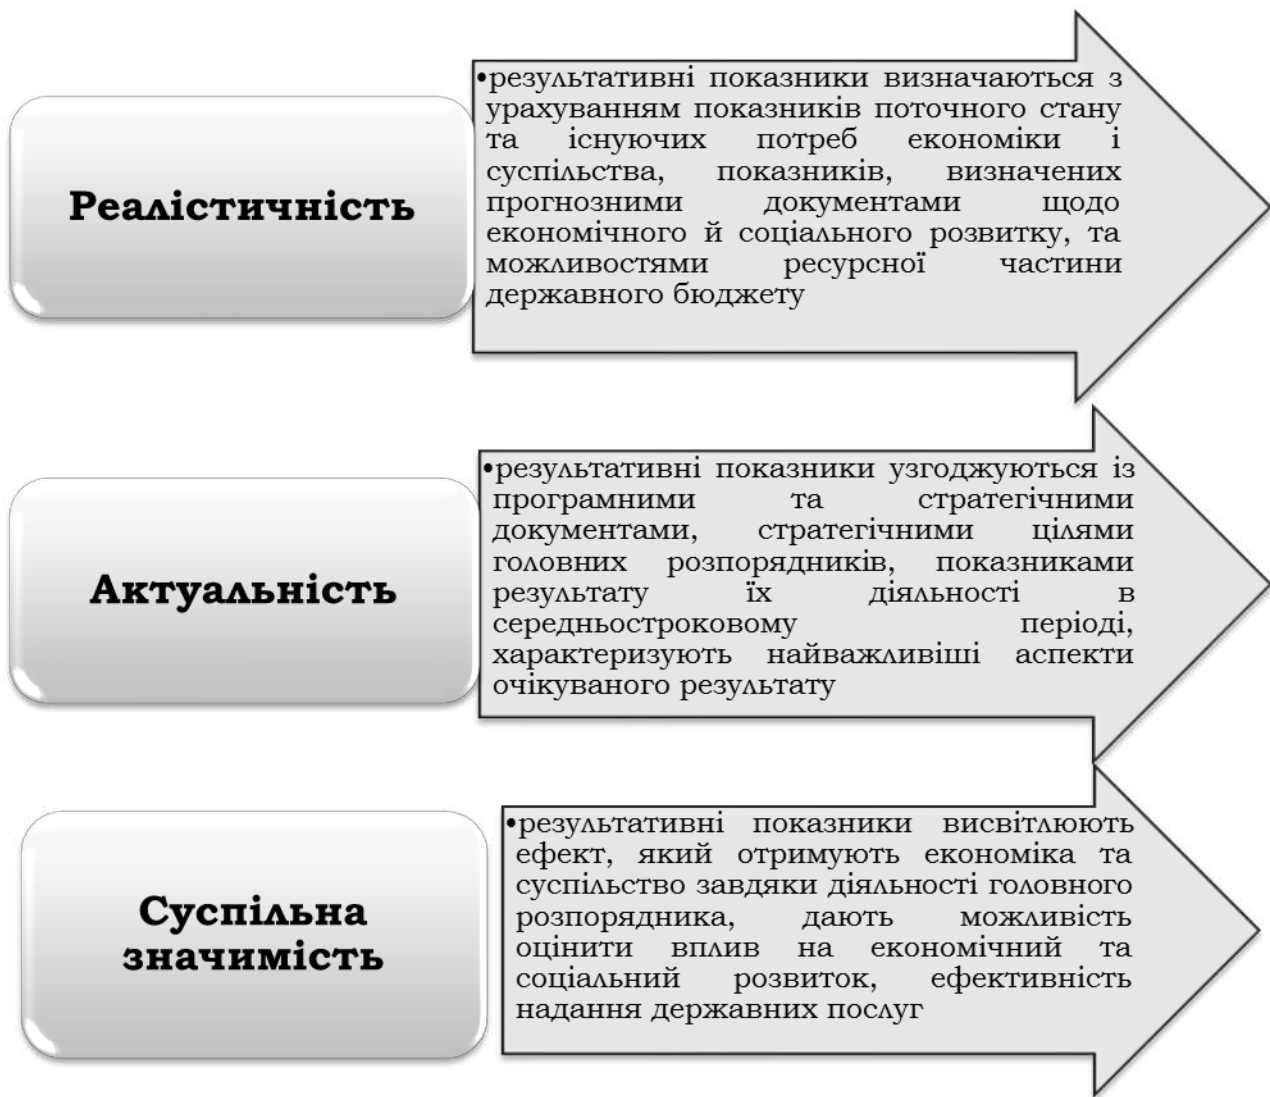 Реалістичність
•результативні показники визначаються з
урахуванням показників поточного стану
та існуючих потреб економіки і
суспільства, показників, визначених
прогнозними документами щодо
економічного й соціального розвитку, та
можливостями ресурсної частини
державного бюджету
Актуальність
•результативні показники узгоджуються із
програмними та стратегічними
документами, стратегічними цілями
головних розпорядників, показниками
результату їх діяльності в
середньостроковому періоді,
характеризують найважливіші аспекти
очікуваного результату
Суспільна
значимість
•результативні показники висвітлюють
ефект, який отримують економіка та
суспільство завдяки діяльності головного
розпорядника, дають можливість
оцінити вплив на економічний та
соціальний розвиток, ефективність
надання державних послуг